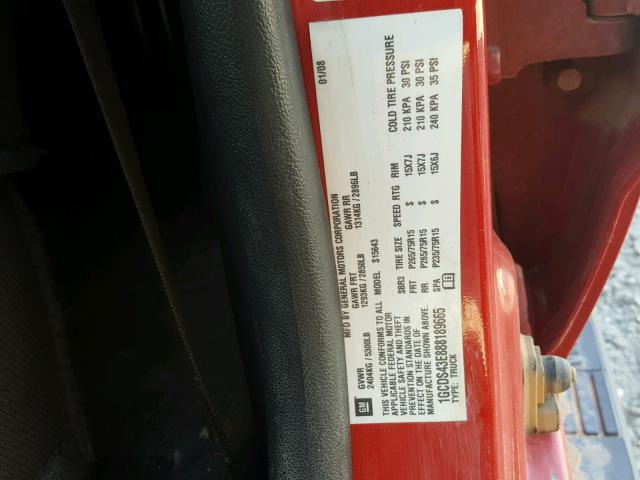 MFD BY GENERAL MOTORS CORPORATION
01/08
GM
GVWR GAWR FRT GAWR RR
2404KG / 5300LB 1293KG / 2850LB 1314KG / 2896LB
THIS VEHICLE CONFORMS TO ALL MODEL S15643
APPLICABLE FEDERAL MOTOR
VEHICLE SAFETY AND THEFT
PREVENTION STANDARDS IN
EFFECT ON THE DATE OF
MANUFACTURE SHOWN ABOVE.
1GCDS43E888189665
TYPE: TRUCK
COLD TIRE PRESSURE
SBR3 TIRE SIZE SPEED RTG RIM
FRT P265/75R15 S 15X7J 210 KPA 30 PSI
RR P265/75R15 S 15X7J 210 KPA 30 PSI
SPA P235/75R15 S 15X6J 240 KPA 35 PSI